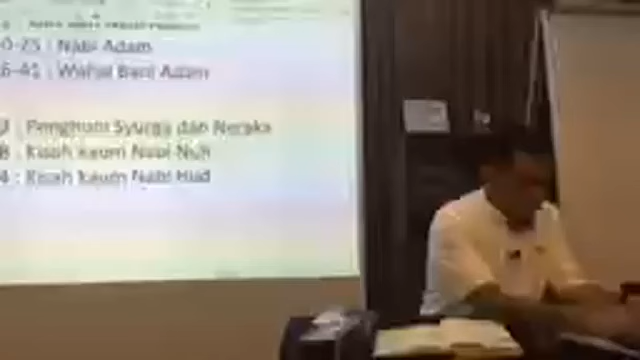 0-25 : Nabi Adam
6-41 : Wahai Bani Adam
: Penghuni Syurga dan Neraka
: Kisah kaum Nabi Nuh
4 : Kisah kaum Nabi Hud